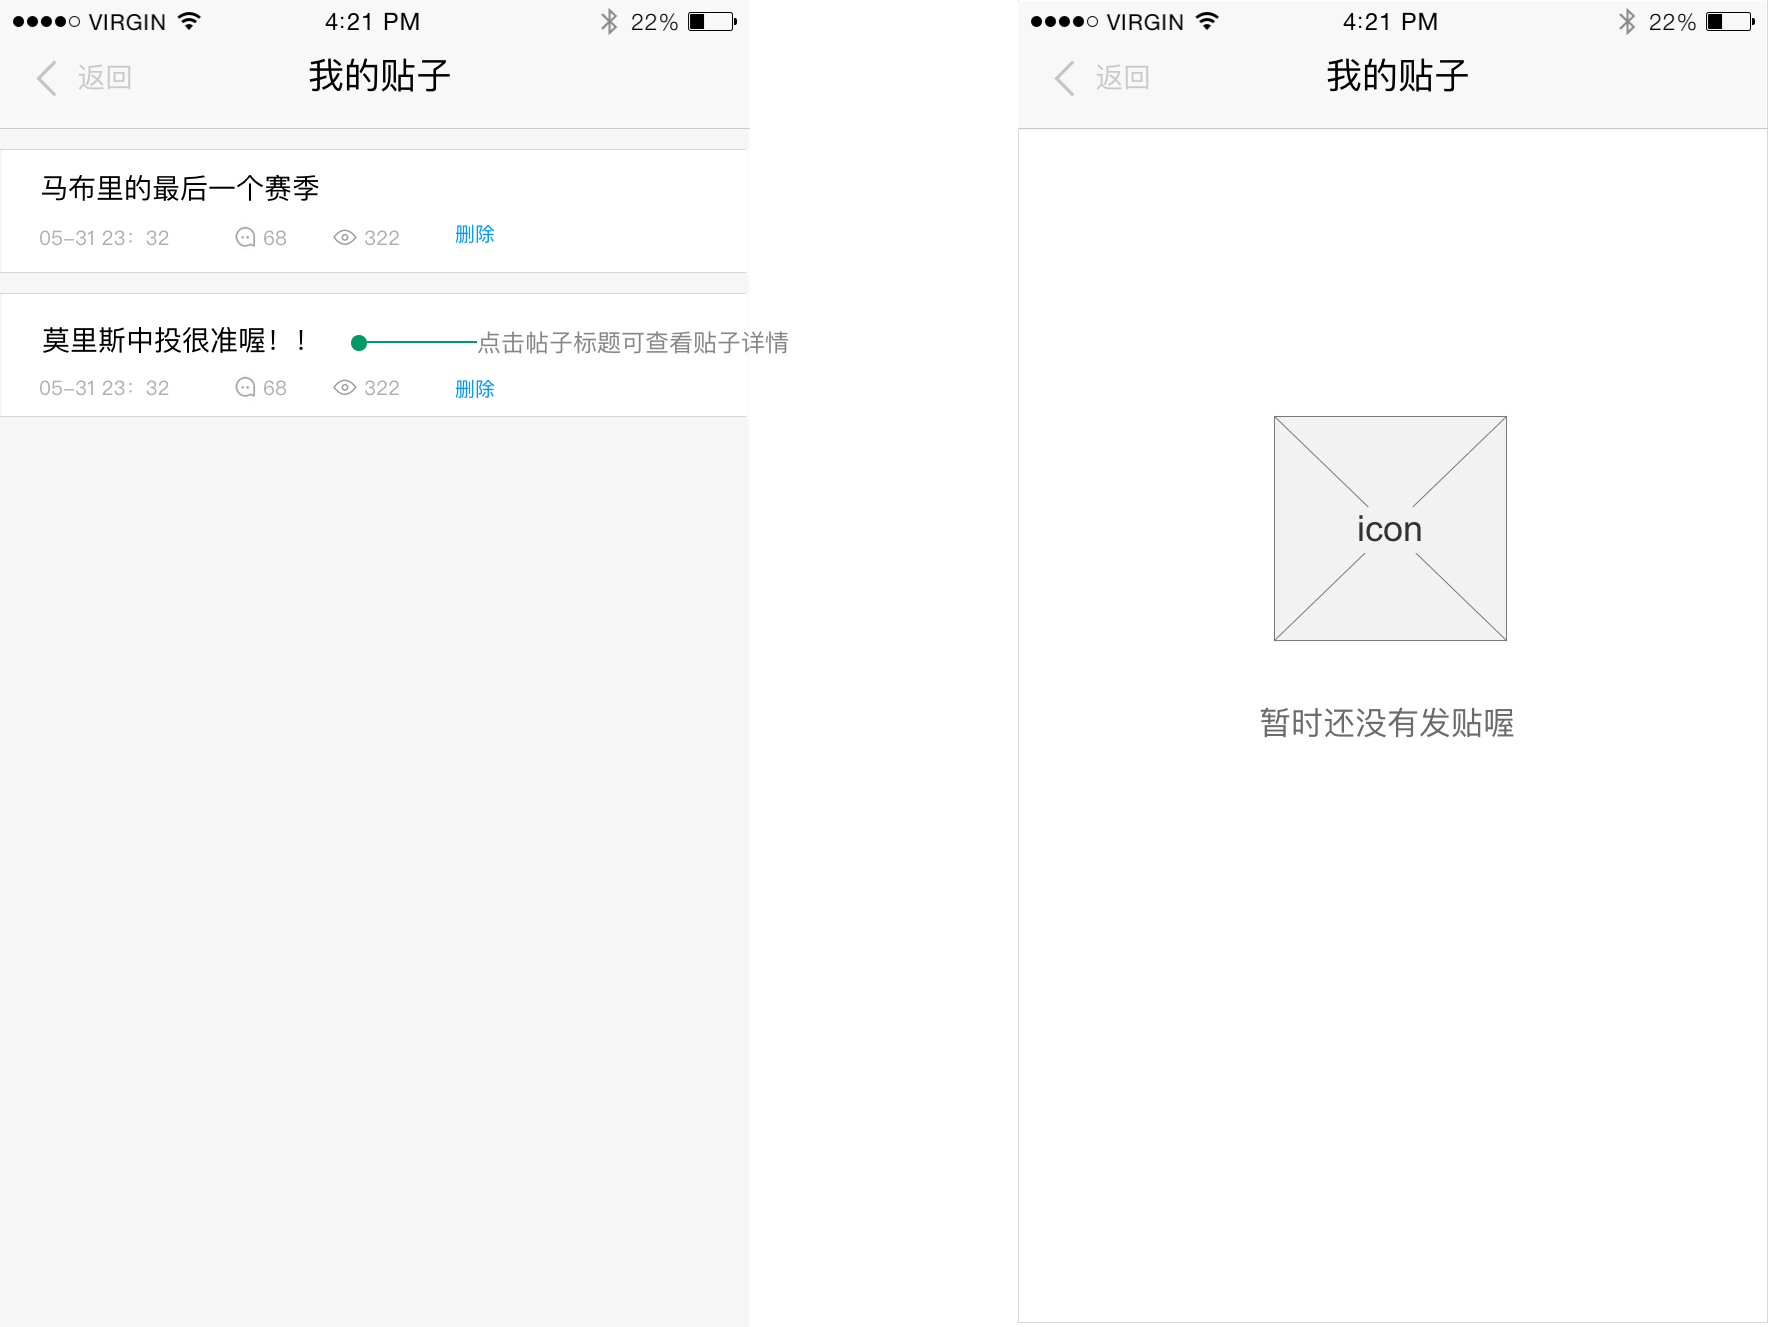 VIRGIN 4:21 PM 22%
返回 我的贴子
马布里的最后一个赛季
05-31 23：32 68 322 删除
莫里斯中投很准喔！！ 点击帖子标题可查看贴子详情
05-31 23：32 68 322 删除
VIRGIN 4:21 PM 22%
返回 我的贴子
icon
暂时还没有发贴喔